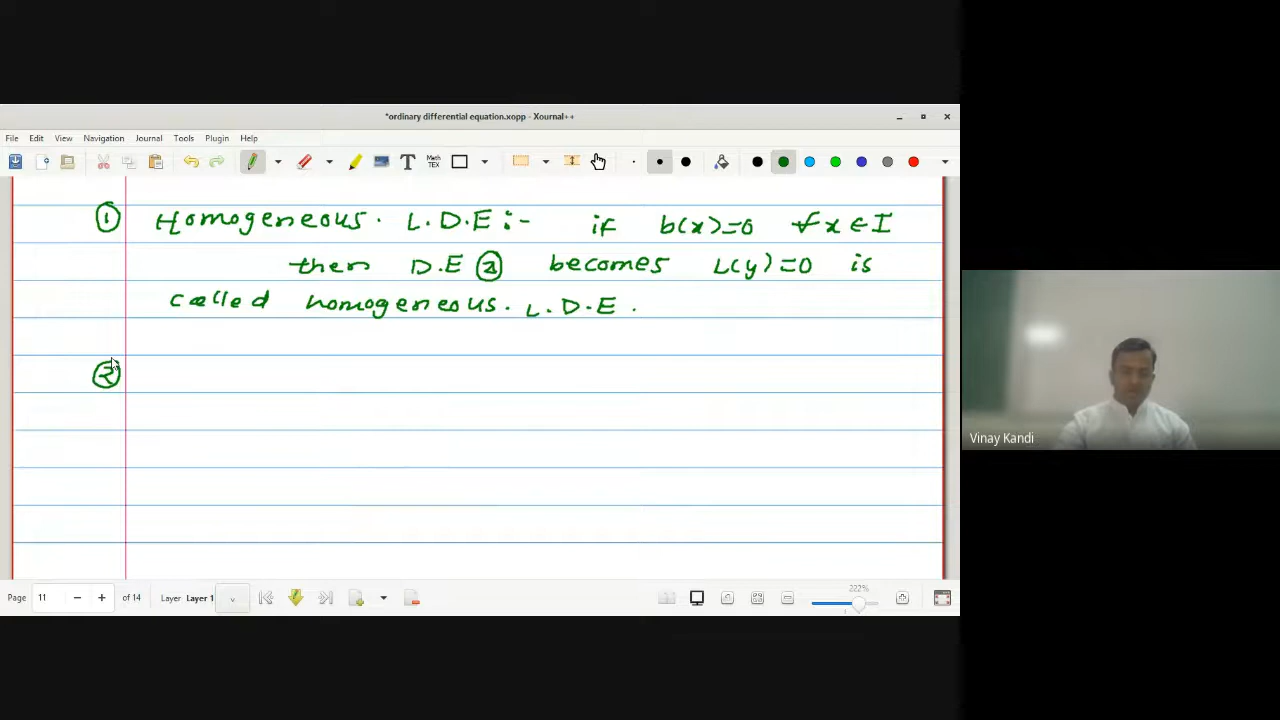 *ordinary differential equation.xopp - Xournal++
File Edit View Navigation Journal Tools Plugin Help
① Homogeneous. L.D.E :- if b(x)=0 ∀ x ∈ I
then D.E ② becomes L(y)=0 is
called homogeneous. L.D.E.
②
Vinay Kandi
Page 11 of 14 Layer Layer 1 222%